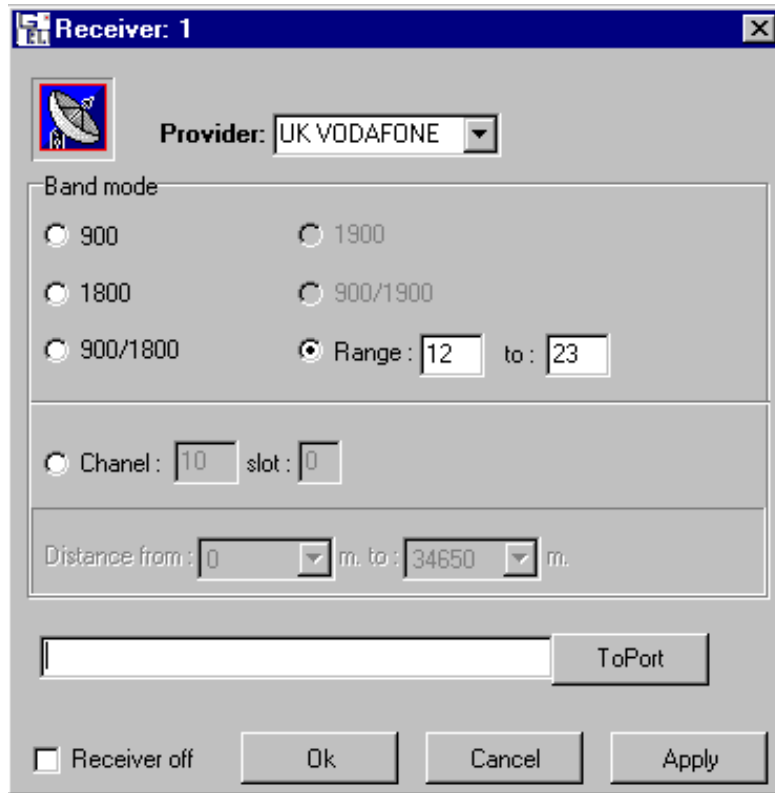 Receiver: 1
Provider: UK VODAFONE
Band mode
900 1900
1800 900/1900
900/1800 Range : 12 to : 23
Chanel : 10 slot : 0
Distance from : 0 m. to : 34650 m.
ToPort
Receiver off Ok Cancel Apply